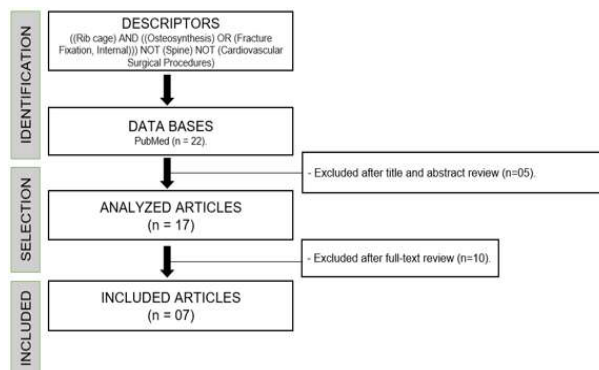 IDENTIFICATION
DESCRIPTORS
((Rib cage) AND ((Osteosynthesis) OR (Fracture
Fixation, Internal))) NOT (Spine) NOT (Cardiovascular
Surgical Procedures)
DATA BASES
PubMed (n = 22).
- Excluded after title and abstract review (n=05).
SELECTION
ANALYZED ARTICLES
(n = 17)
- Excluded after full-text review (n=10).
INCLUDED
INCLUDED ARTICLES
(n = 07)